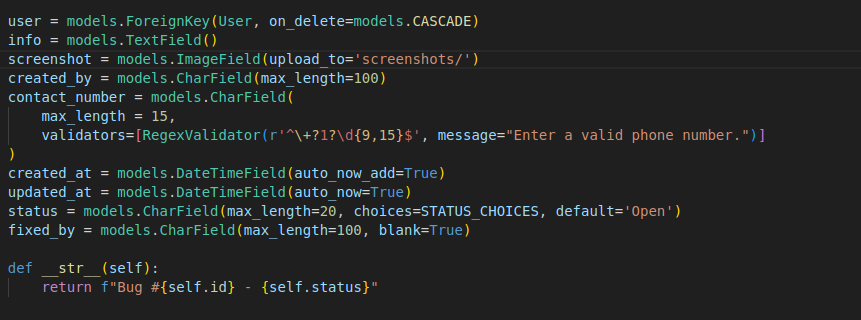 user = models.ForeignKey(User, on_delete=models.CASCADE)
info = models.TextField()
screenshot = models.ImageField(upload_to='screenshots/')
created_by = models.CharField(max_length=100)
contact_number = models.CharField(
    max_length = 15,
    validators=[RegexValidator(r'^\+?1?\d{9,15}$', message="Enter a valid phone number.")]
)
created_at = models.DateTimeField(auto_now_add=True)
updated_at = models.DateTimeField(auto_now=True)
status = models.CharField(max_length=20, choices=STATUS_CHOICES, default='Open')
fixed_by = models.CharField(max_length=100, blank=True)

def __str__(self):
    return f"Bug #{self.id} - {self.status}"